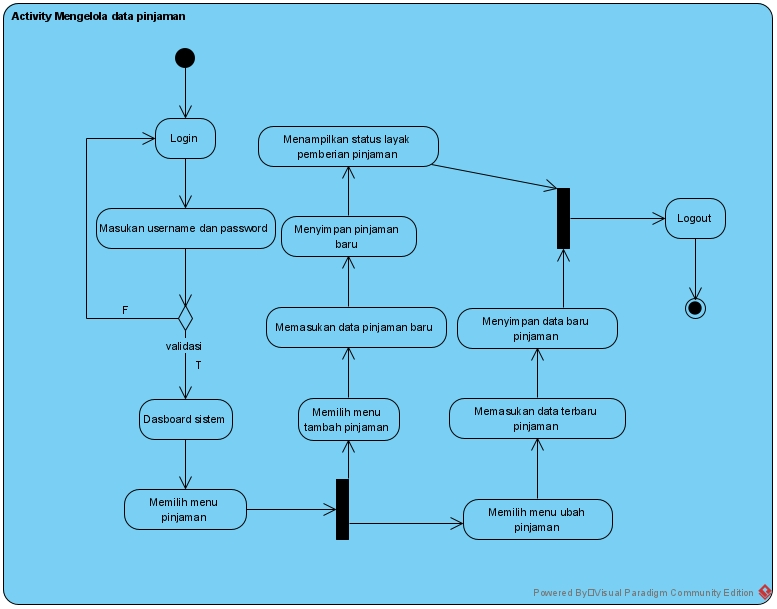 Activity Mengelola data pinjaman
Login
Masukan username dan password
F
validasi
T
Dasboard sistem
Memilih menu
pinjaman
Menampilkan status layak
pemberian pinjaman
Menyimpan pinjaman
baru
Memasukan data pinjaman baru
Memilih menu
tambah pinjaman
Menyimpan data baru
pinjaman
Memasukan data terbaru
pinjaman
Memilih menu ubah
pinjaman
Logout
Powered By Visual Paradigm Community Edition